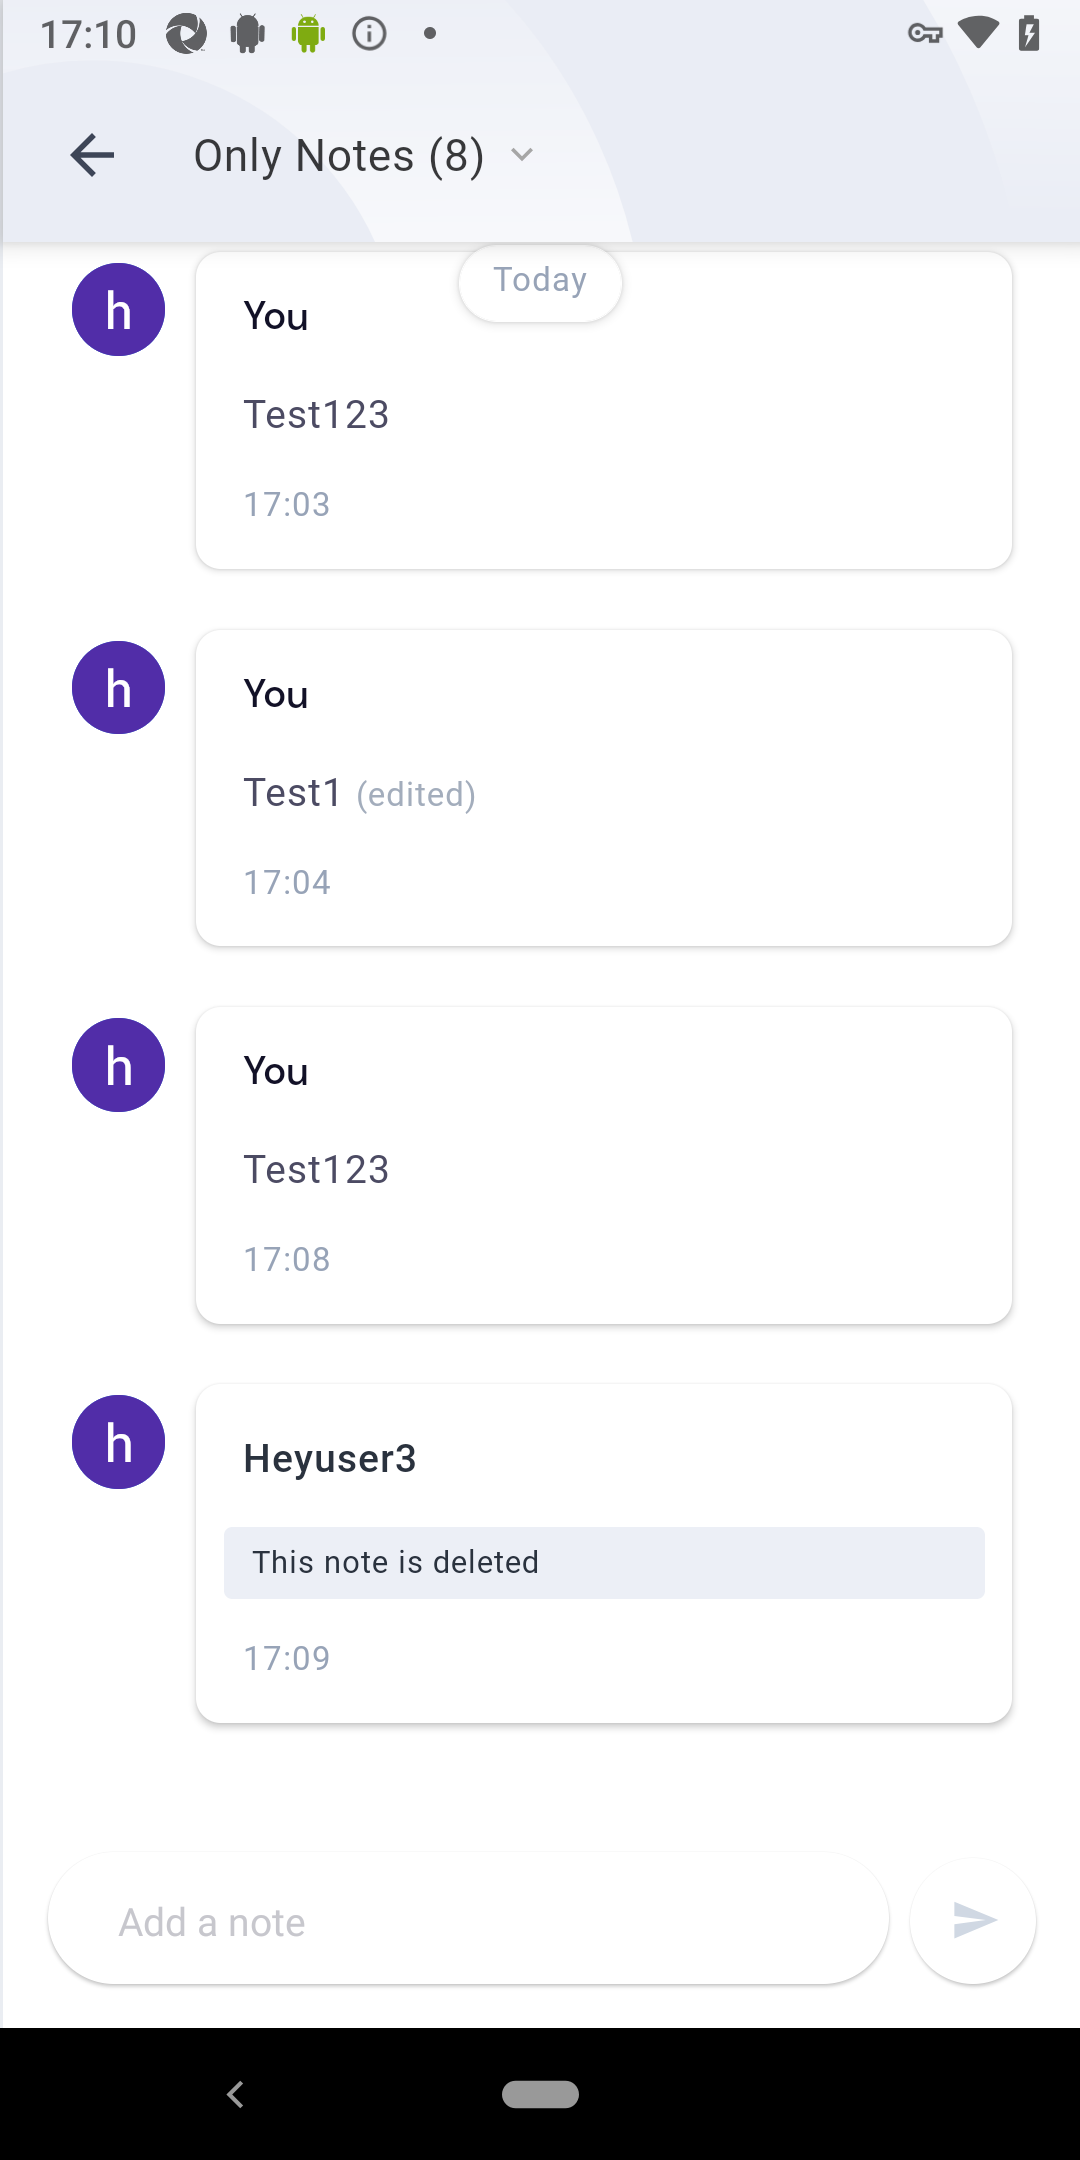 17:10
Only Notes (8)
Today
h
You
Test123
17:03
h
You
Test1 (edited)
17:04
h
You
Test123
17:08
h
Heyuser3
This note is deleted
17:09
Add a note